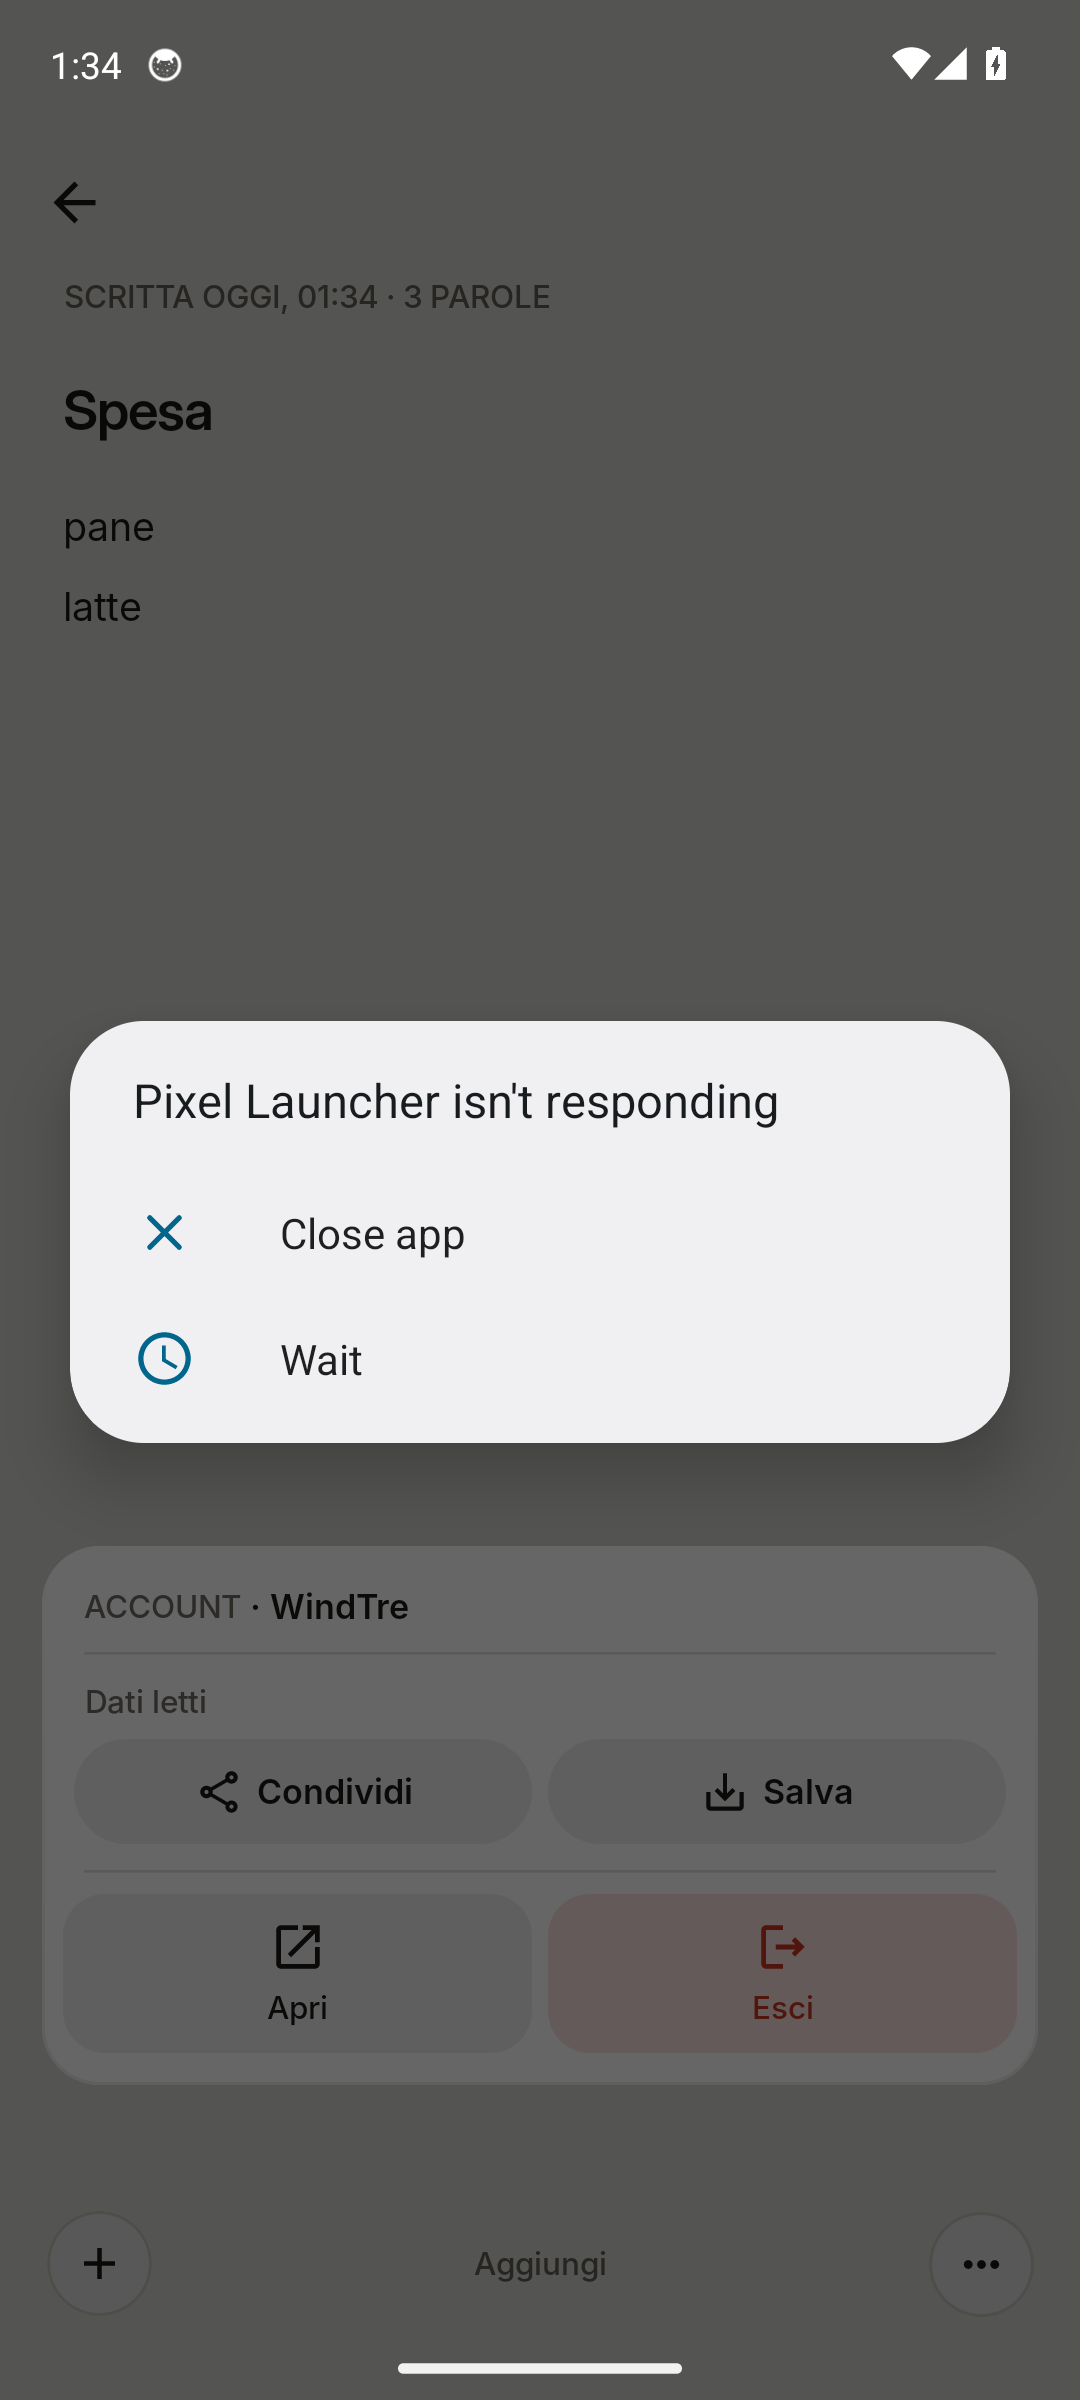 1:34
SCRITTA OGGI, 01:34 · 3 PAROLE
Spesa
pane
latte
Pixel Launcher isn't responding
Close app
Wait
ACCOUNT · WindTre
Dati letti
Condividi
Salva
Apri
Esci
Aggiungi